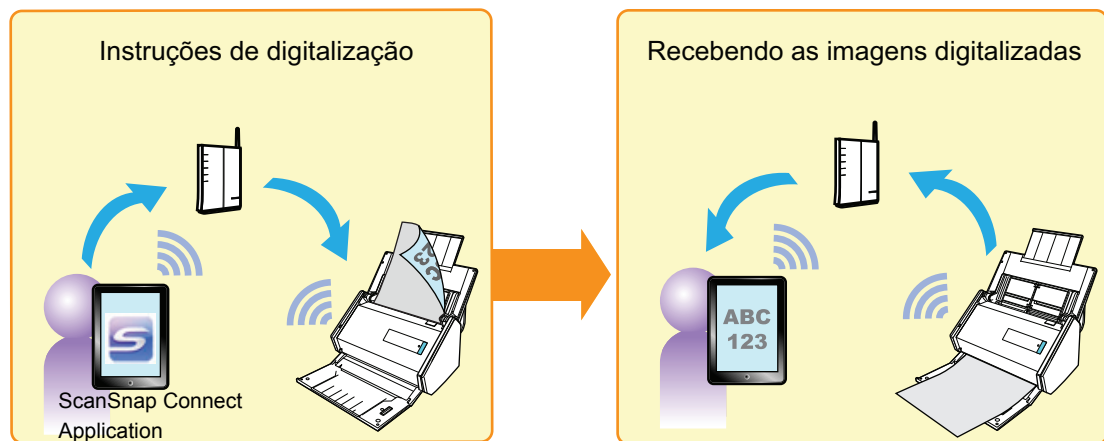 Instruções de digitalização
ScanSnap Connect
Application
Recebendo as imagens digitalizadas
ABC
123